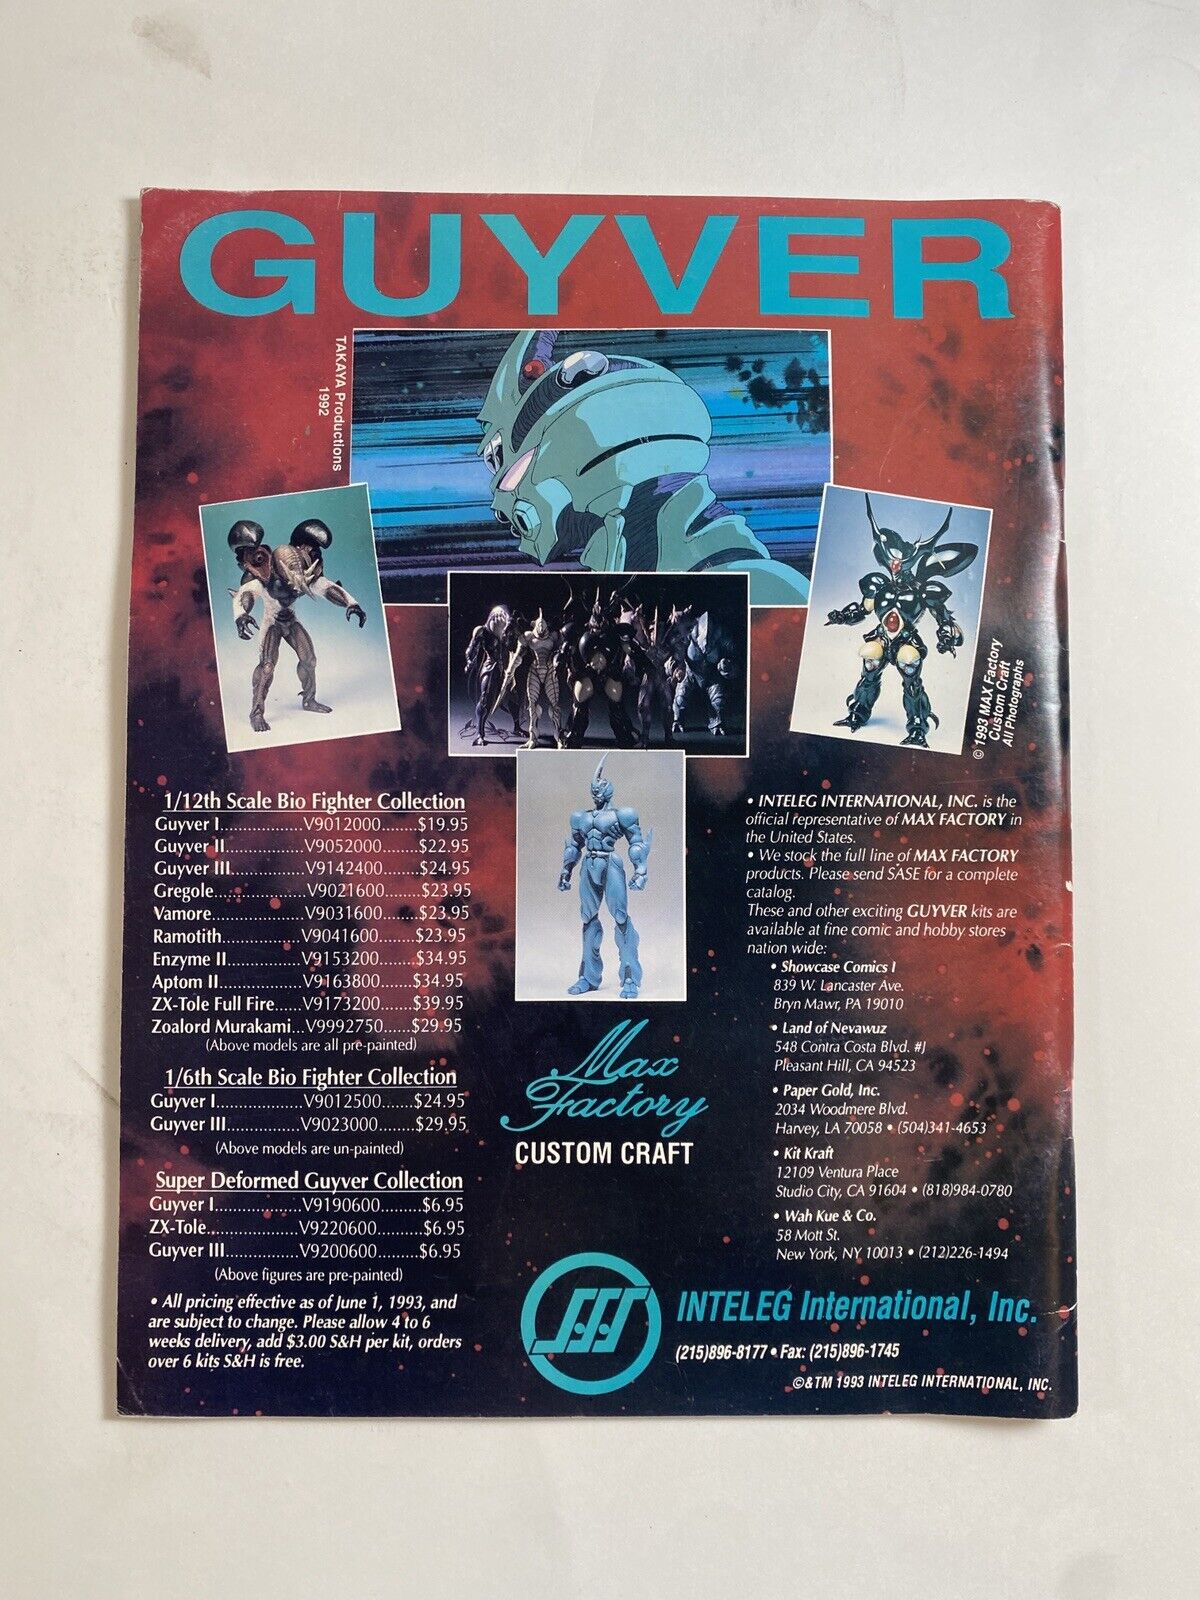 GUYVER
TAKAYA Productions
1992
© 1993 MAX Factory
Custom Craft
All Photographs
1/12th Scale Bio Fighter Collection
Guyver I..................V9012000........$19.95
Guyver II.................V9052000........$22.95
Guyver III................V9142400........$24.95
Gregole...................V9021600........$23.95
Vamore..................V9031600........$23.95
Ramotith................V9041600........$23.95
Enzyme II..............V9153200........$34.95
Aptom II................V9163800........$34.95
ZX-Tole Full Fire.....V9173200........$39.95
Zoalord Murakami...V9992750......$29.95
(Above models are all pre-painted)
1/6th Scale Bio Fighter Collection
Guyver I..................V9012500.......$24.95
Guyver III................V9023000.......$29.95
(Above models are un-painted)
Super Deformed Guyver Collection
Guyver I..................V9190600........$6.95
ZX-Tole...................V9220600........$6.95
Guyver III...............V9200600........$6.95
(Above figures are pre-painted)
• All pricing effective as of June 1, 1993, and
are subject to change. Please allow 4 to 6
weeks delivery, add $3.00 S&H per kit, orders
over 6 kits S&H is free.
Max
Factory
CUSTOM CRAFT
• INTELEG INTERNATIONAL, INC. is the
official representative of MAX FACTORY in
the United States.
• We stock the full line of MAX FACTORY
products. Please send SASE for a complete
catalog.
These and other exciting GUYVER kits are
available at fine comic and hobby stores
nation wide:
• Showcase Comics I
839 W. Lancaster Ave.
Bryn Mawr, PA 19010
• Land of Nevawuz
548 Contra Costa Blvd. #J
Pleasant Hill, CA 94523
• Paper Gold, Inc.
2034 Woodmere Blvd.
Harvey, LA 70058 • (504)341-4653
• Kit Kraft
12109 Ventura Place
Studio City, CA 91604 • (818)984-0780
• Wah Kue & Co.
58 Mott St.
New York, NY 10013 • (212)226-1494
INTELEG International, Inc.
(215)896-8177 • Fax: (215)896-1745
©&TM 1993 INTELEG INTERNATIONAL, INC.